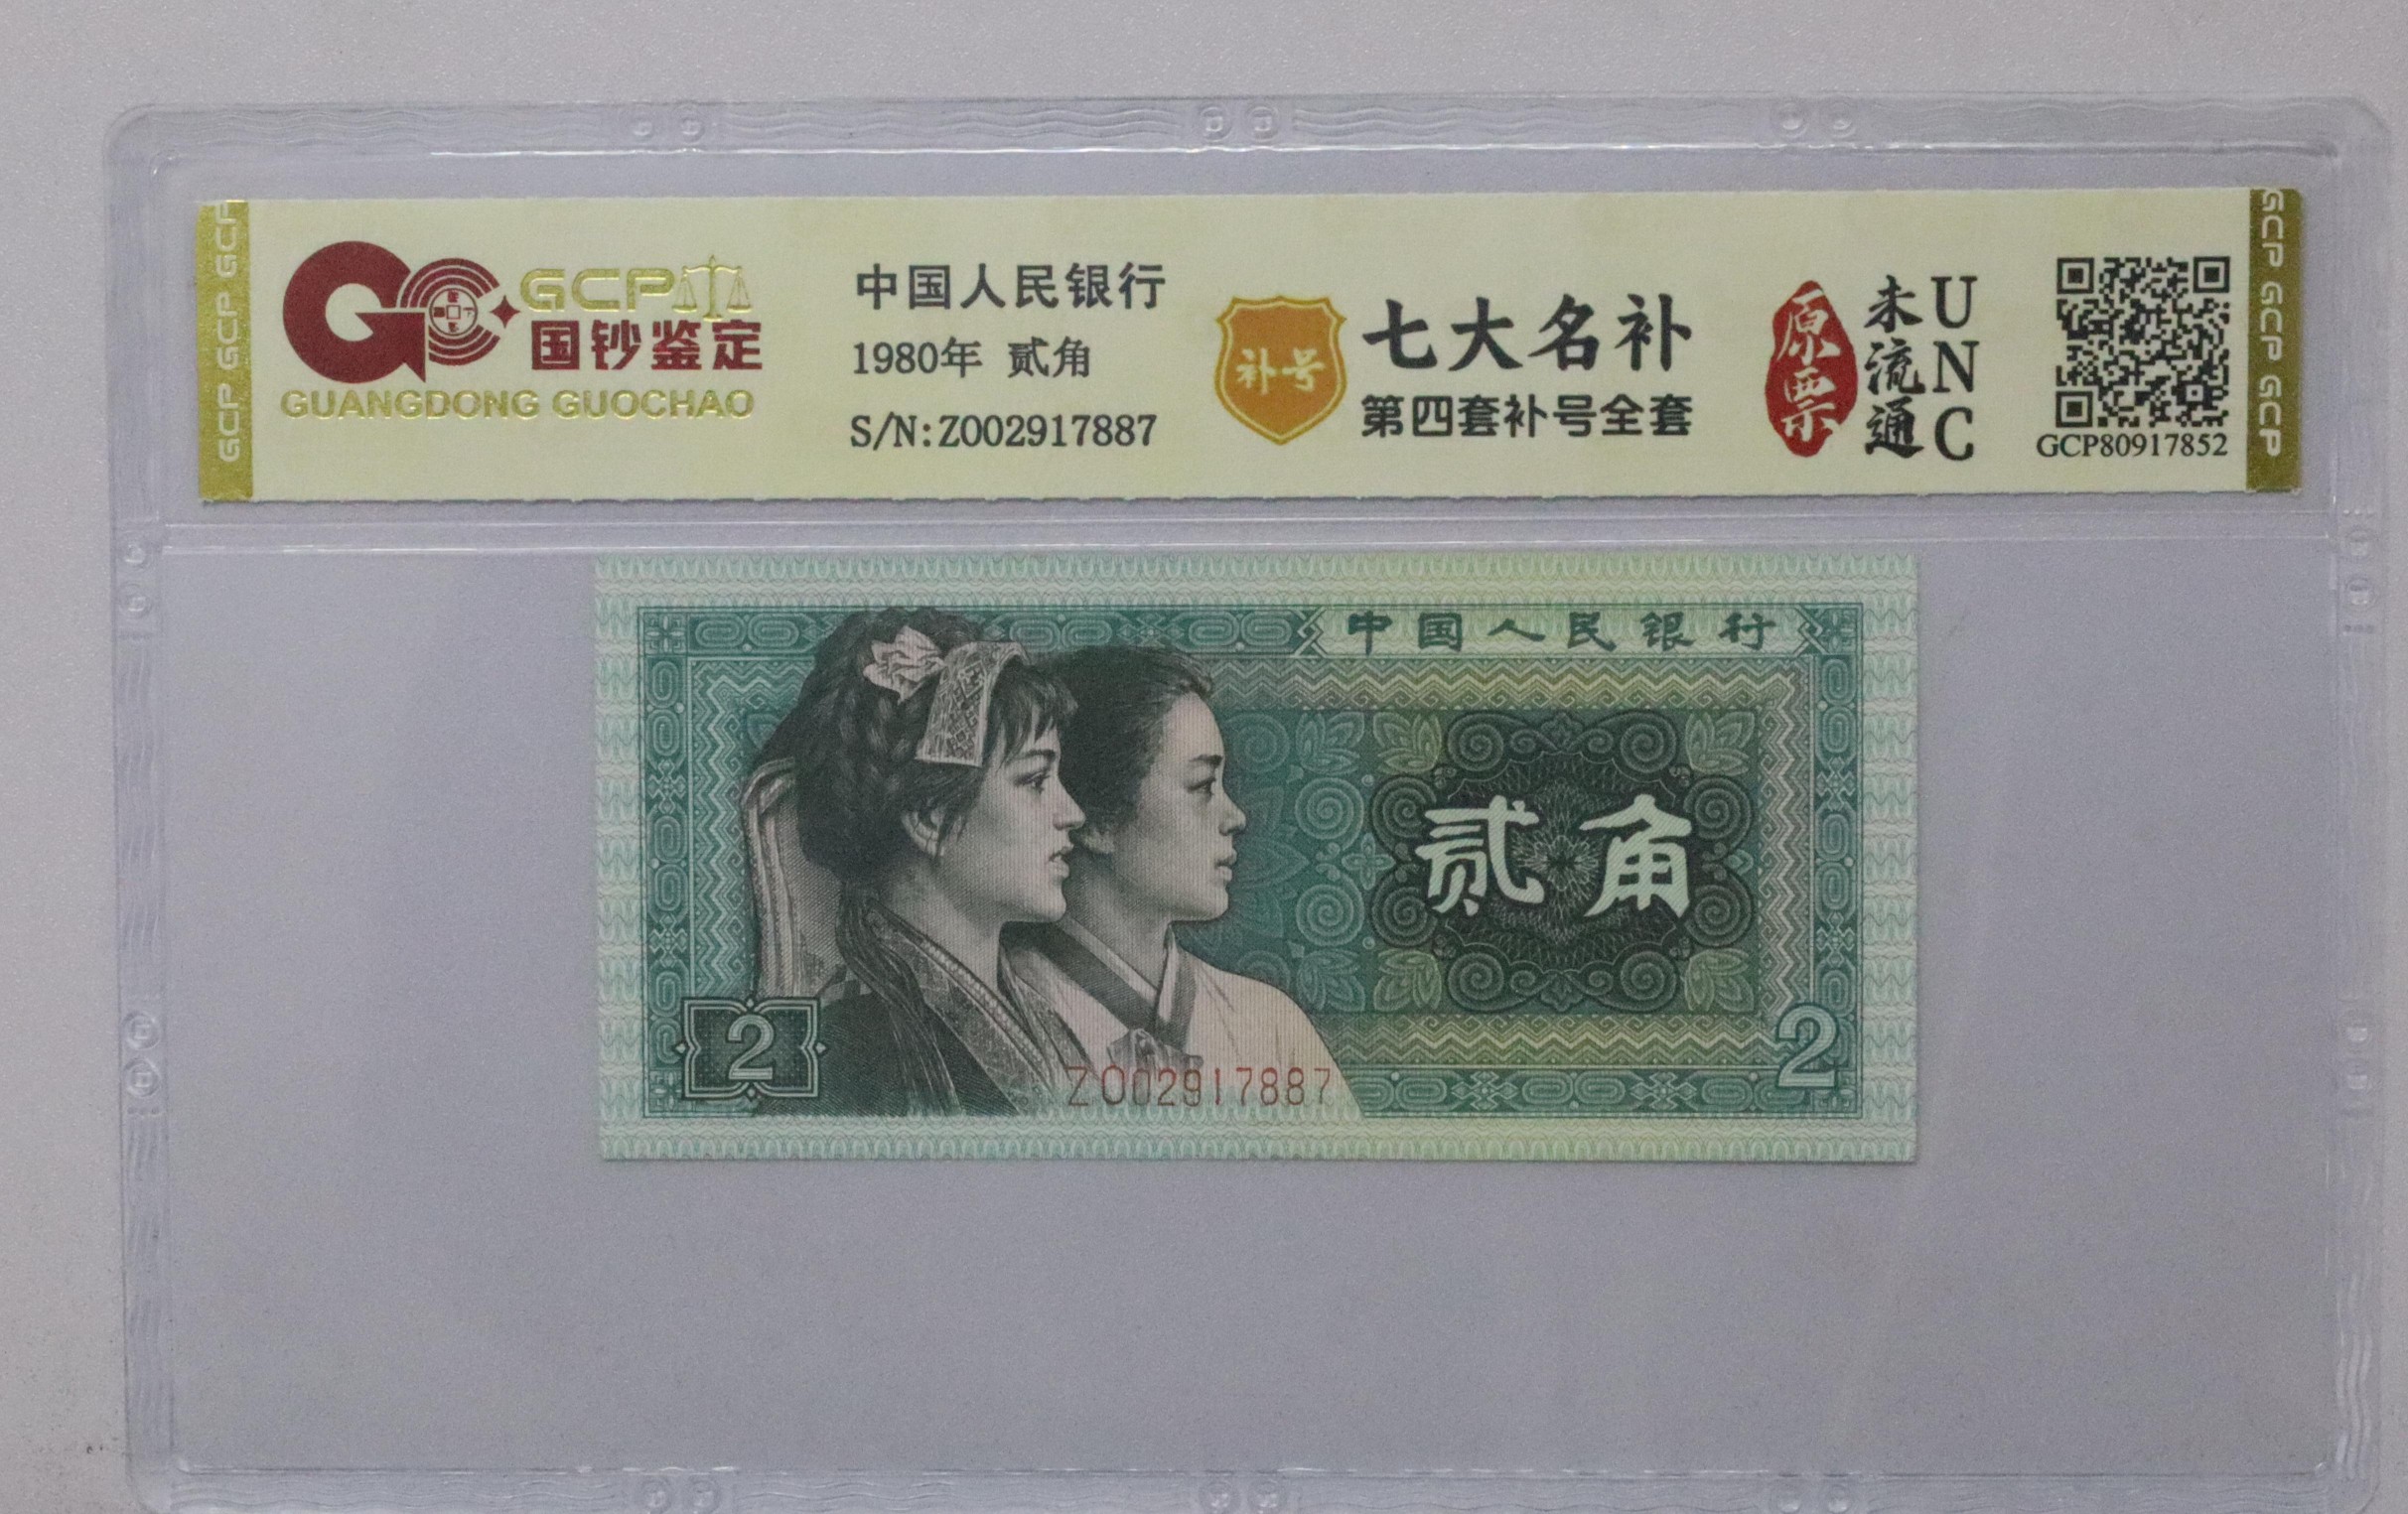 GCP GCP GCP
GCP
国钞鉴定
GUANGDONG GUOCHAO
中国人民银行
1980年 贰角
S/N:ZO02917887
补号
七大名补
第四套补号全套
原票
未流通
UNC
GCP80917852
GCP GCP GCP
中国人民银行
贰角
2
2
ZO02917887